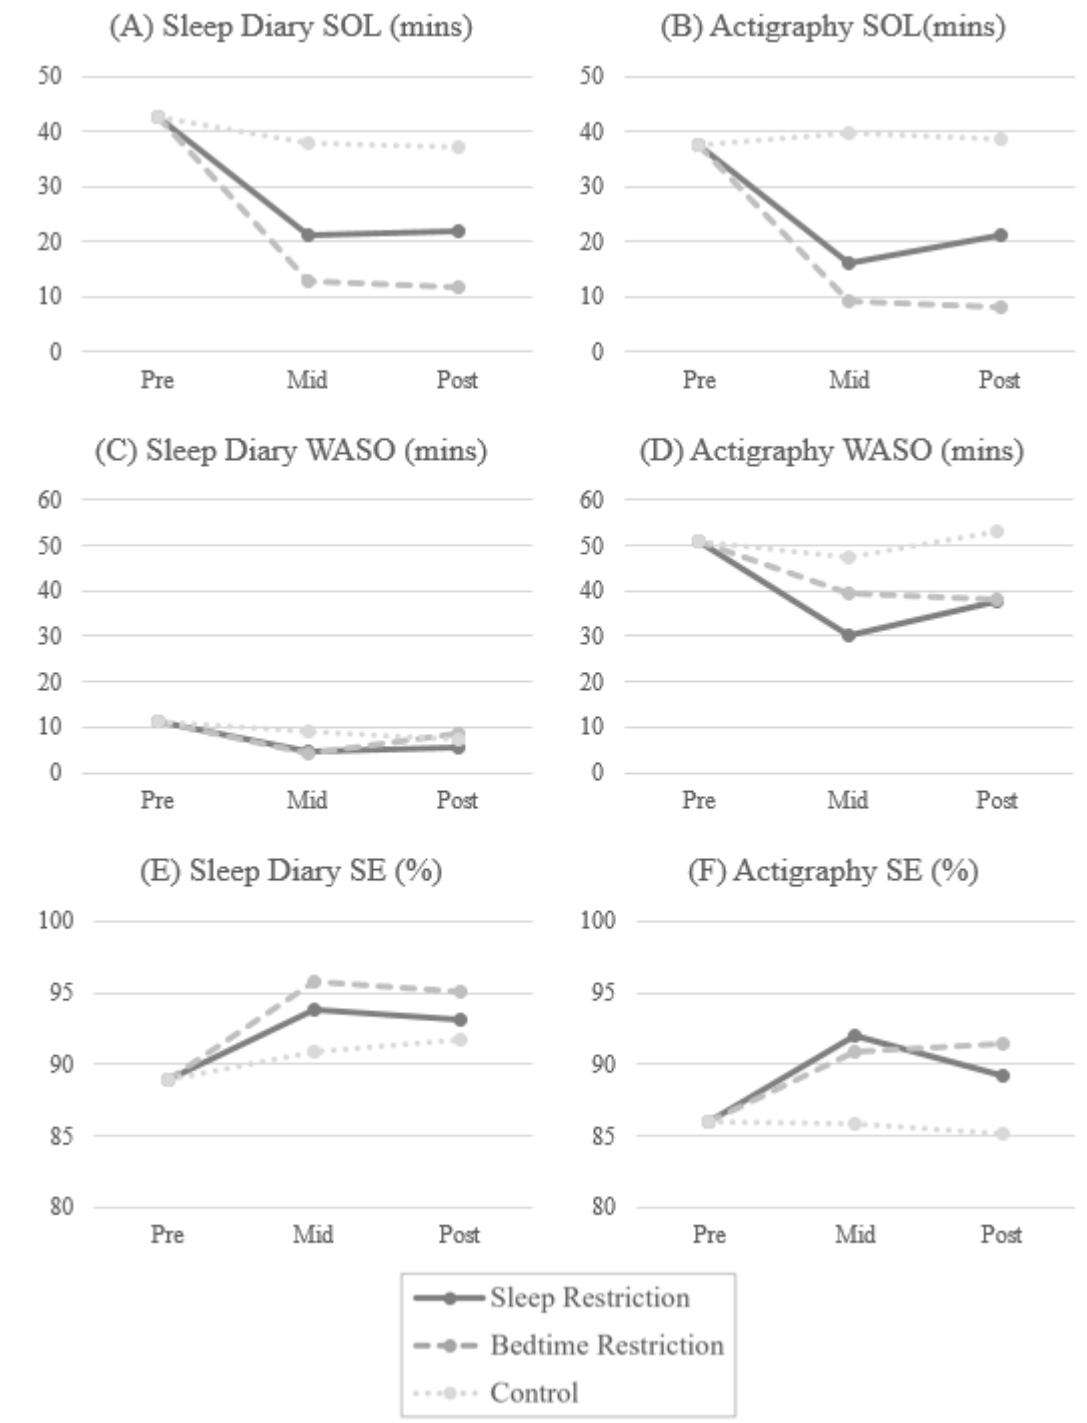 (A) Sleep Diary SOL (mins)
50
40
30
20
10
0
Pre Mid Post
(B) Actigraphy SOL(mins)
50
40
30
20
10
0
Pre Mid Post
(C) Sleep Diary WASO (mins)
60
50
40
30
20
10
0
Pre Mid Post
(D) Actigraphy WASO (mins)
60
50
40
30
20
10
0
Pre Mid Post
(E) Sleep Diary SE (%)
100
95
90
85
80
Pre Mid Post
(F) Actigraphy SE (%)
100
95
90
85
80
Pre Mid Post
Sleep Restriction
Bedtime Restriction
Control